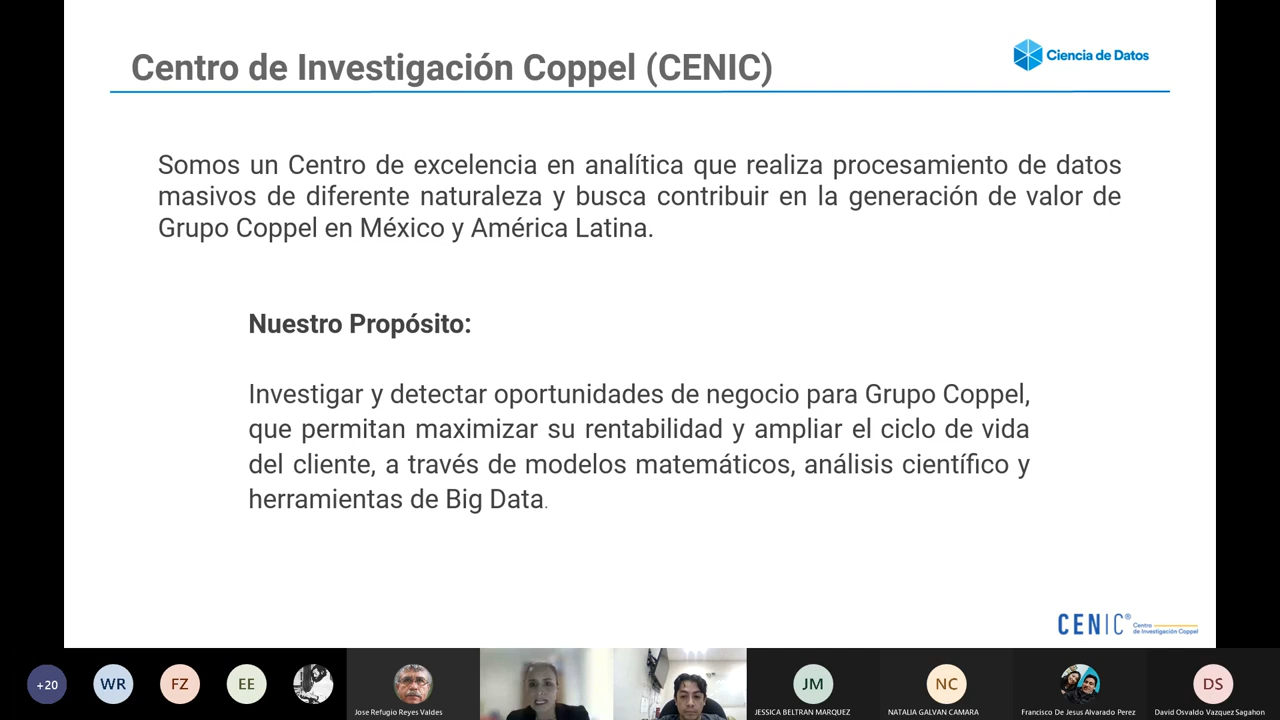 Centro de Investigación Coppel (CENIC)
Ciencia de Datos
Somos un Centro de excelencia en analítica que realiza procesamiento de datos
masivos de diferente naturaleza y busca contribuir en la generación de valor de
Grupo Coppel en México y América Latina.
Nuestro Propósito:
Investigar y detectar oportunidades de negocio para Grupo Coppel,
que permitan maximizar su rentabilidad y ampliar el ciclo de vida
del cliente, a través de modelos matemáticos, análisis científico y
herramientas de Big Data.
CENIC® Centro
de Investigación Coppel
+20
WR
FZ
EE
JM
NC
DS
Jose Refugio Reyes Valdes
JESSICA BELTRAN MARQUEZ
NATALIA GALVAN CAMARA
Francisco De Jesus Alvarado Perez
David Osvaldo Vazquez Sagahon